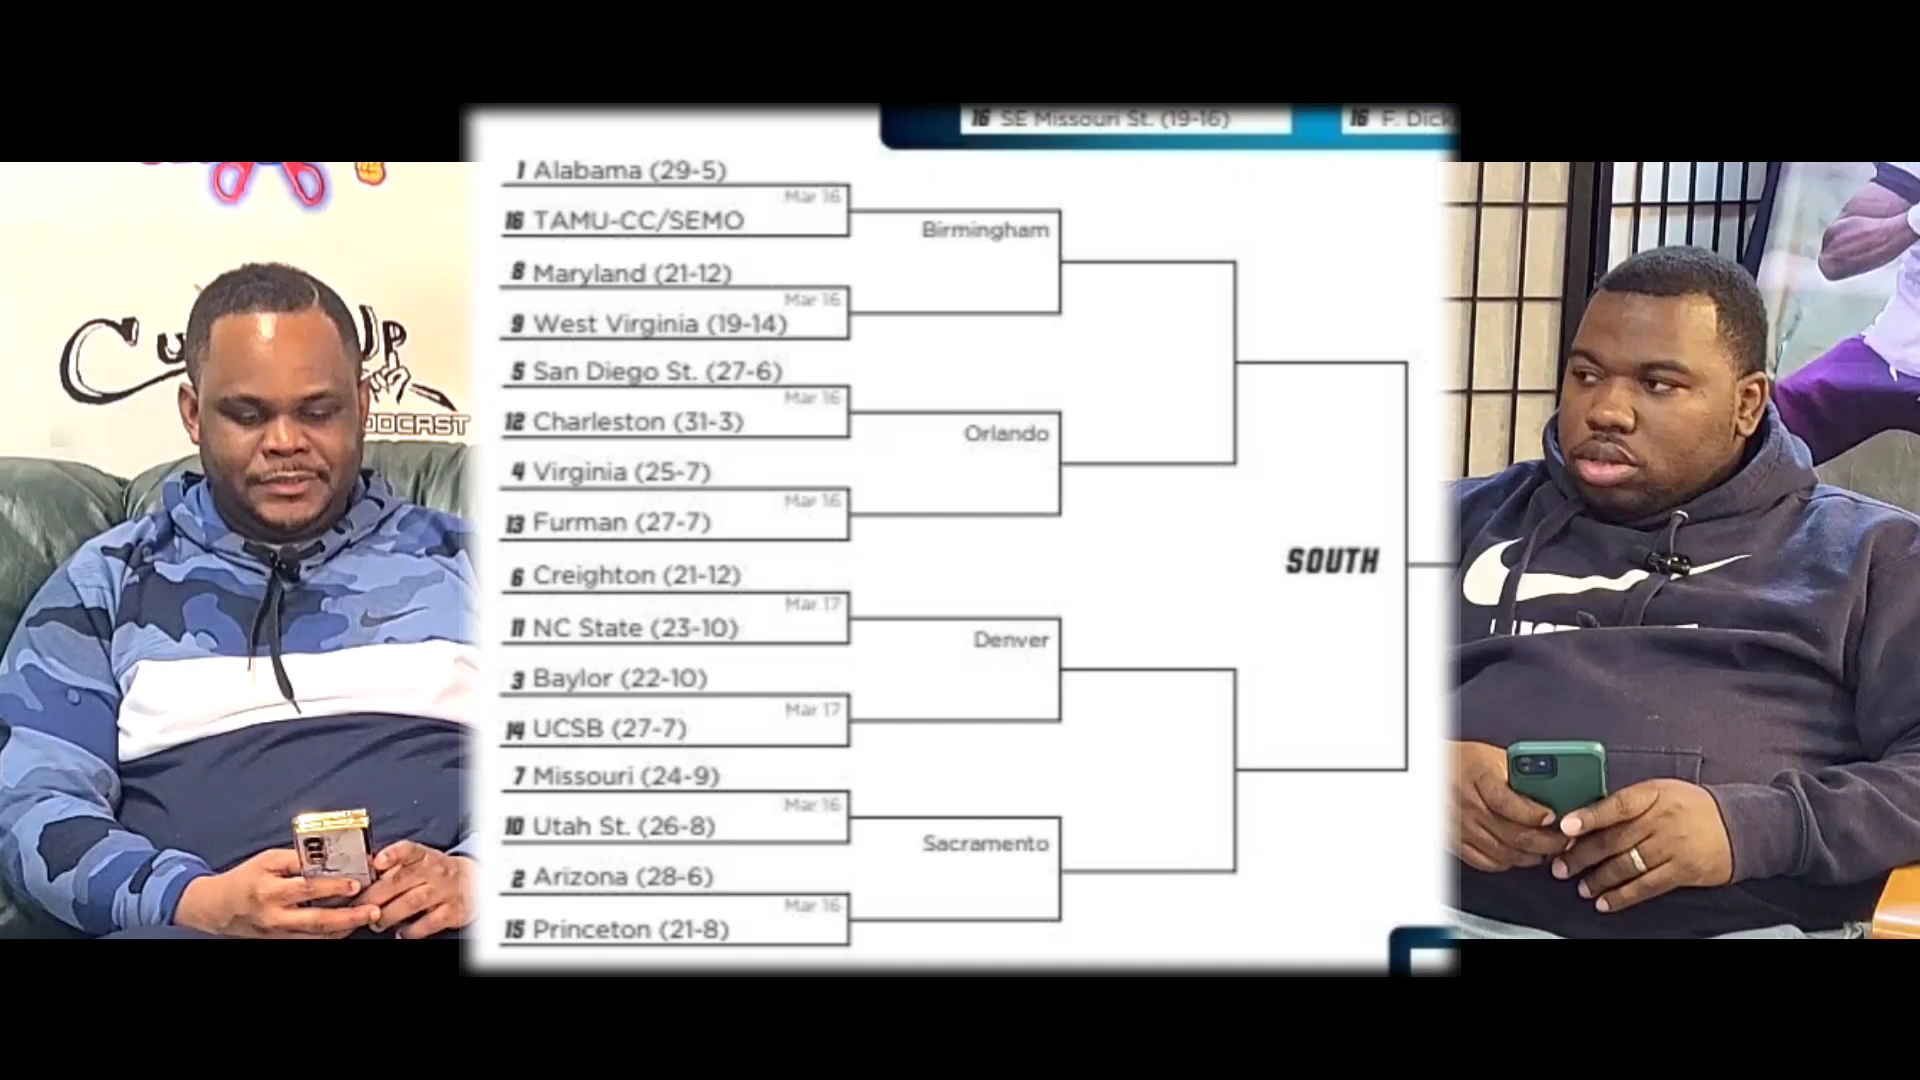 16 SE Missouri St. (19-16)
16 F. Dick
1 Alabama (29-5)
Mar 16
16 TAMU-CC/SEMO
Birmingham
8 Maryland (21-12)
Mar 16
9 West Virginia (19-14)
5 San Diego St. (27-6)
Mar 16
12 Charleston (31-3)
Orlando
4 Virginia (25-7)
Mar 16
13 Furman (27-7)
SOUTH
6 Creighton (21-12)
Mar 17
11 NC State (23-10)
Denver
3 Baylor (22-10)
Mar 17
14 UCSB (27-7)
7 Missouri (24-9)
Mar 16
10 Utah St. (26-8)
Sacramento
2 Arizona (28-6)
Mar 16
15 Princeton (21-8)